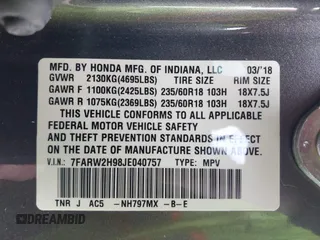 MFD. BY HONDA MFG. OF INDIANA, LLC 03/'18
GVWR 2130KG(4695LBS) TIRE SIZE RIM SIZE
GAWR F 1100KG(2425LBS) 235/60R18 103H 18X7.5J
GAWR R 1075KG(2369LBS) 235/60R18 103H 18X7.5J
THIS VEHICLE CONFORMS TO ALL APPLICABLE
FEDERAL MOTOR VEHICLE SAFETY
AND THEFT PREVENTION STANDARDS IN EFFECT
ON THE DATE OF MANUFACTURE SHOWN ABOVE.
V.I.N.: 7FARW2H98JE040757 TYPE: MPV
TNR J AC5 -NH797MX -B-E
DREAMBID